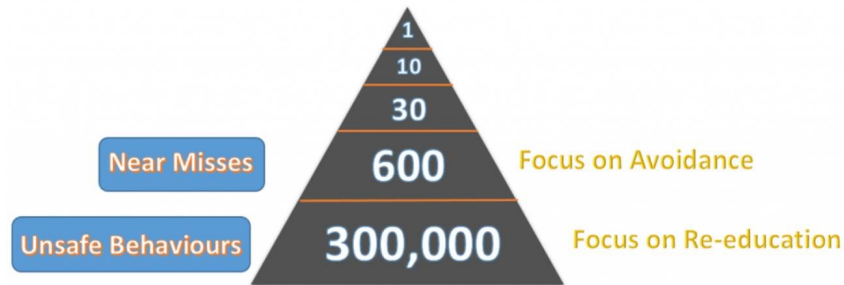 1
10
30
Near Misses 600 Focus on Avoidance
Unsafe Behaviours 300,000 Focus on Re-education